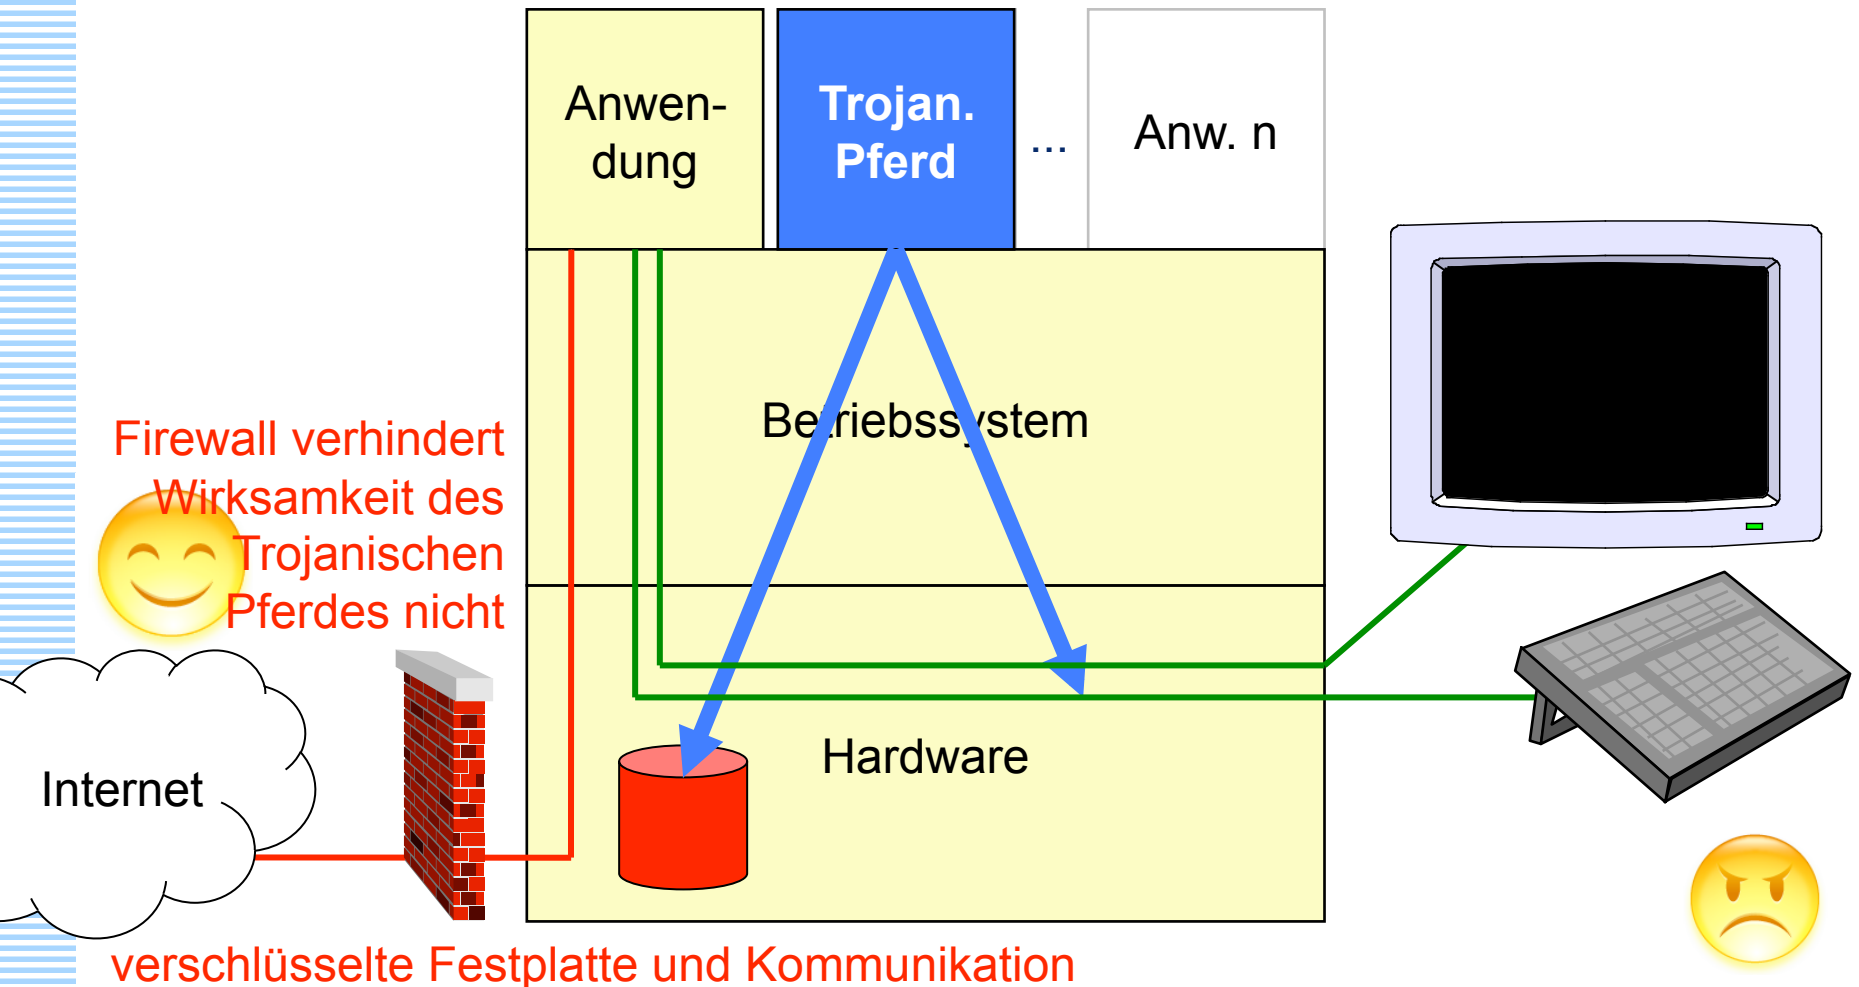 Anwen-
dung
Trojan.
Pferd
...
Anw. n
Betriebssystem
Firewall verhindert
Wirksamkeit des
Trojanischen
Pferdes nicht
Hardware
Internet
verschlüsselte Festplatte und Kommunikation